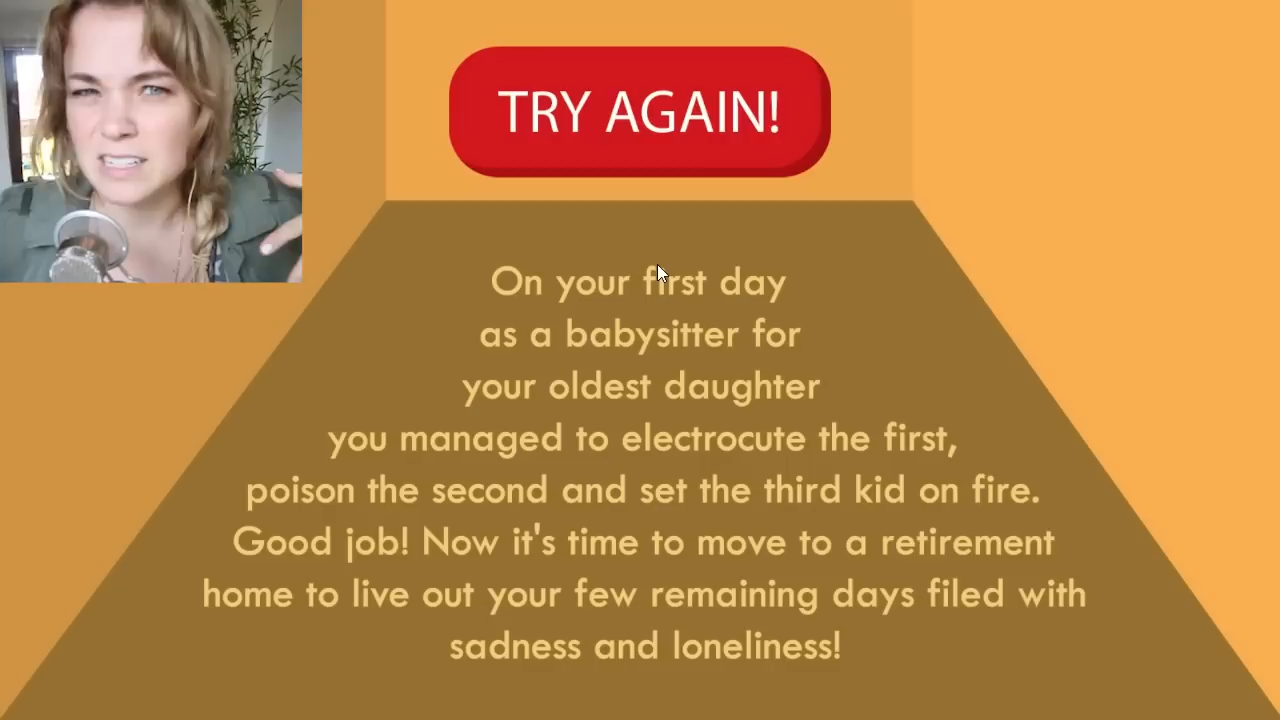 TRY AGAIN!
On your first day
as a babysitter for
your oldest daughter
you managed to electrocute the first,
poison the second and set the third kid on fire.
Good job! Now it's time to move to a retirement
home to live out your few remaining days filed with
sadness and loneliness!